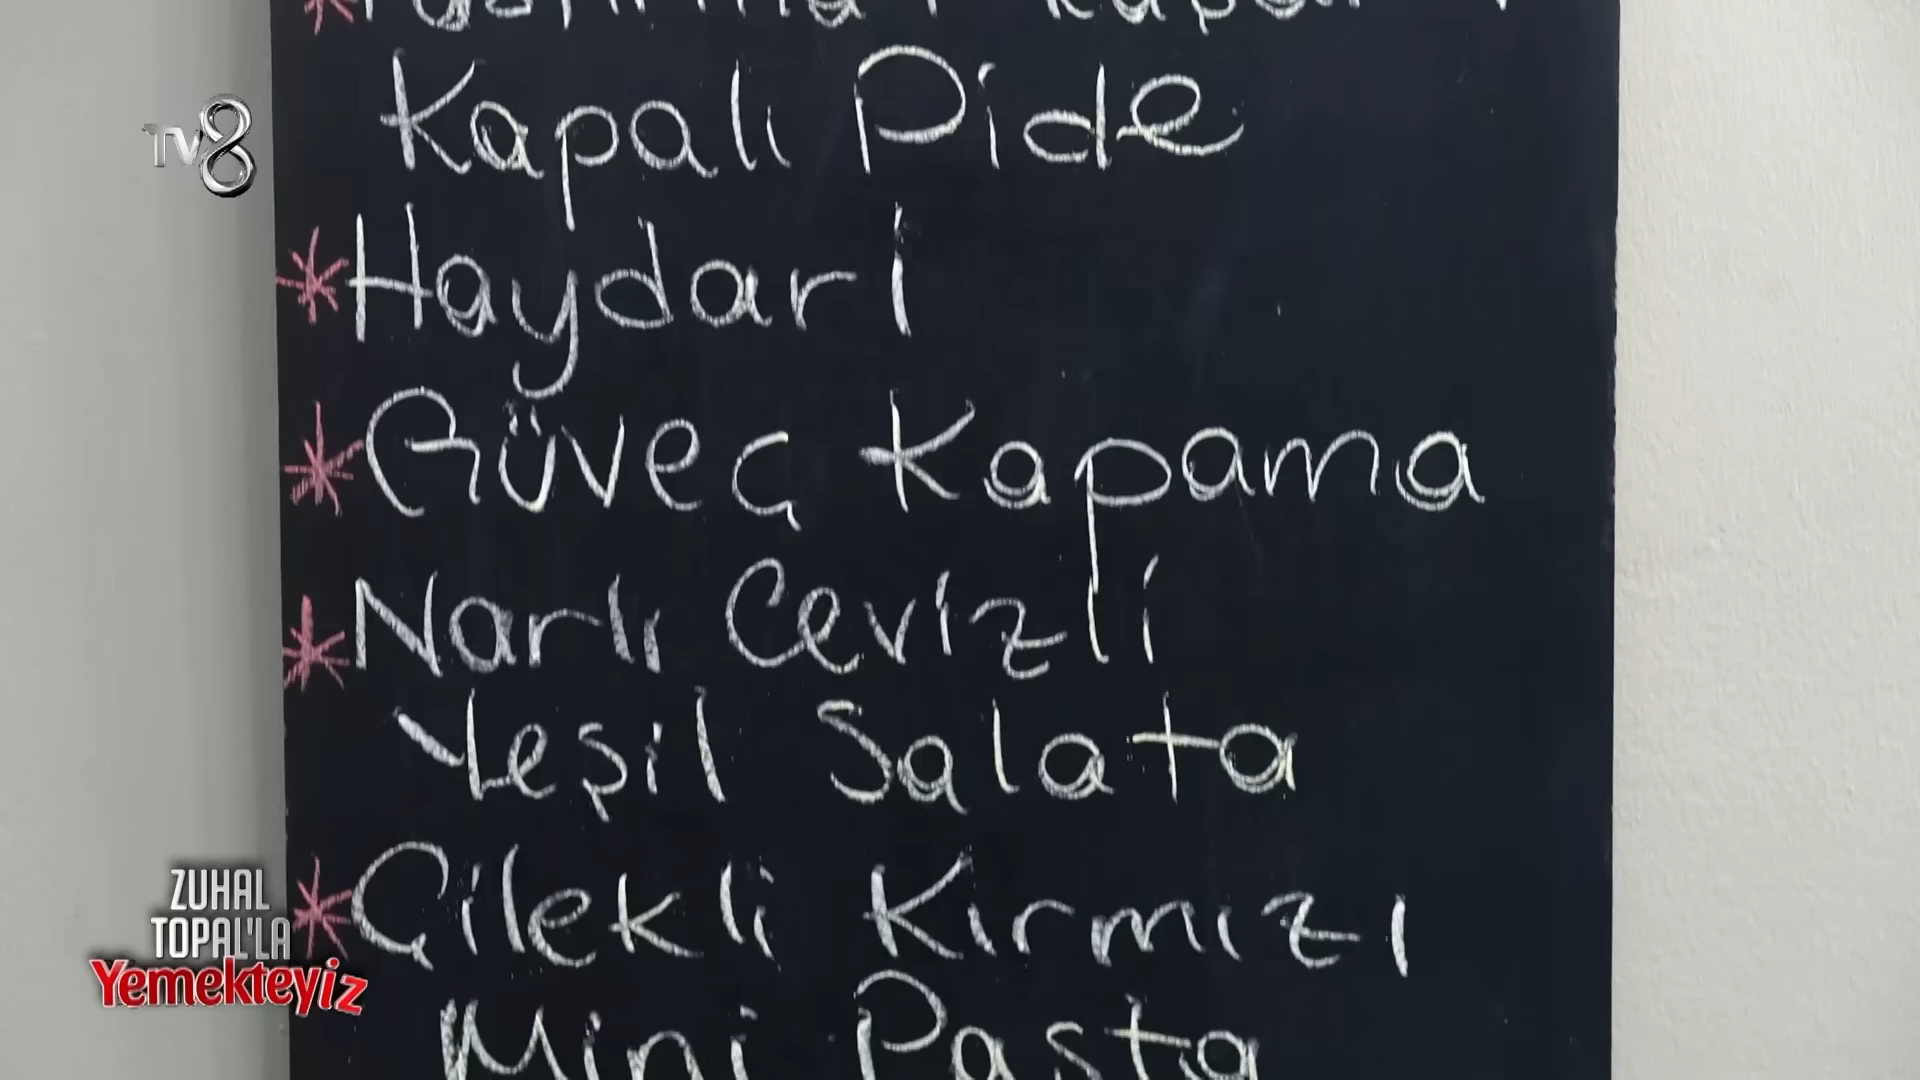 Kapalı Pide
*Haydari
*Güveç Kapama
*Narlı Cevizli
Yeşil Salata
*Çilekli Kırmızı
Mini Pasta
TV8
ZUHAL
TOPAL'LA
Yemekteyiz